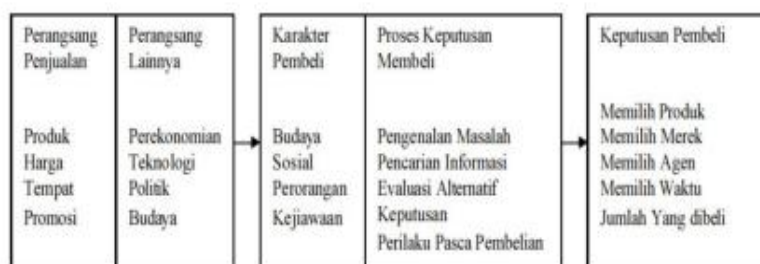 Perangsang
Penjualan
Produk
Harga
Tempat
Promosi
Perangsang
Lainnya
Perekonomian
Teknologi
Politik
Budaya
Karakter
Pembeli
Budaya
Sosial
Perorangan
Kejiawaan
Proses Keputusan
Membeli
Pengenalan Masalah
Pencarian Informasi
Evaluasi Alternatif
Keputusan
Perilaku Pasca Pembelian
Keputusan Pembeli
Memilih Produk
Memilih Merek
Memilih Agen
Memilih Waktu
Jumlah Yang dibeli